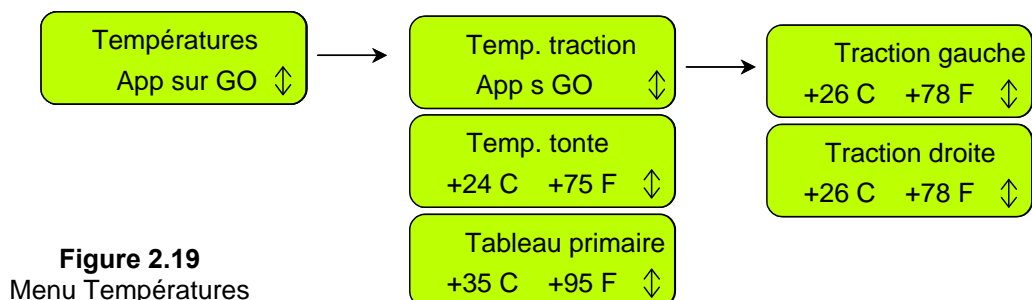 Températures
App sur GO ↕
Temp. traction
App s GO ↕
Temp. tonte
+24 C +75 F ↕
Tableau primaire
+35 C +95 F ↕
Traction gauche
+26 C +78 F ↕
Traction droite
+26 C +78 F ↕
Figure 2.19
Menu Températures